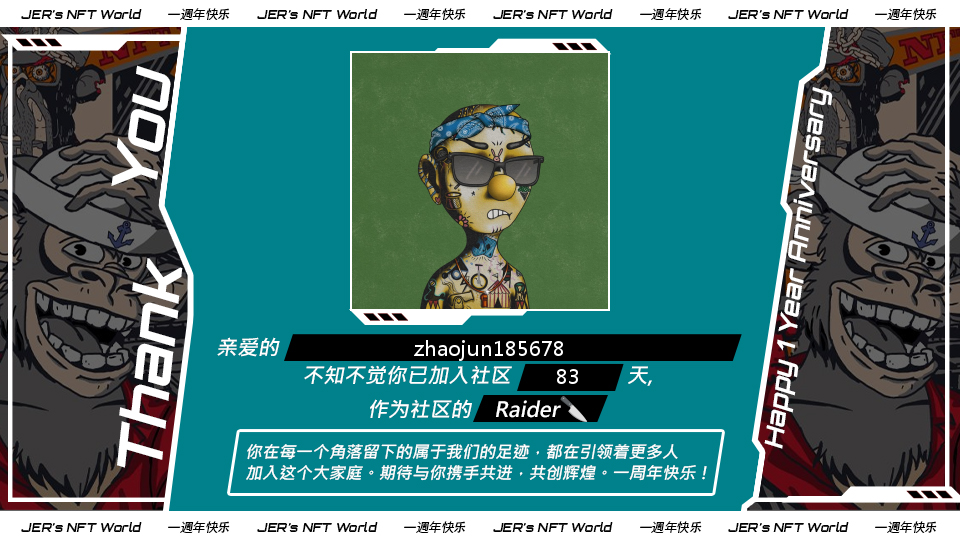 JER's NFT World 一週年快乐 JER's NFT World 一週年快乐 JER's NFT World 一週年快乐 JER's NFT World 一週年快乐
Thank You
亲爱的 zhaojun185678
不知不觉你已加入社区 83 天,
作为社区的 Raider🔪
你在每一个角落留下的属于我们的足迹，都在引领着更多人
加入这个大家庭。期待与你携手共进，共创辉煌。一周年快乐！
Happy 1 Year Anniversary
JER's NFT World 一週年快乐 JER's NFT World 一週年快乐 JER's NFT World 一週年快乐 JER's NFT World 一週年快乐